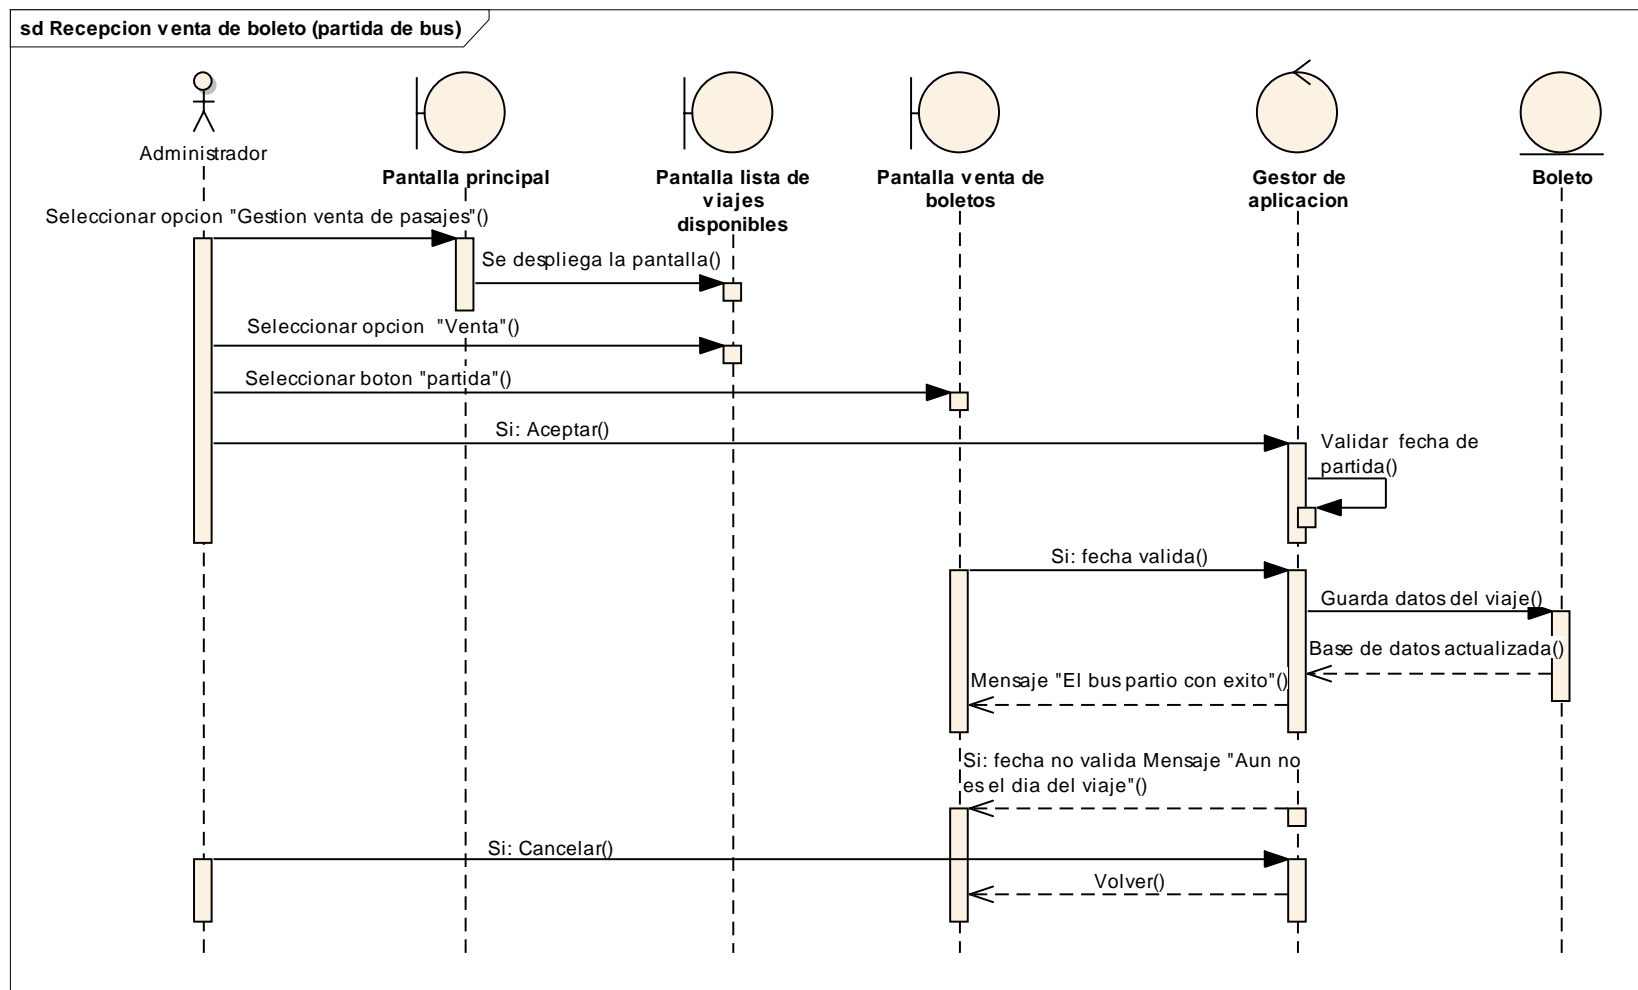 sd Recepcion venta de boleto (partida de bus)
Administrador
Pantalla principal
Pantalla lista de
viajes
disponibles
Pantalla venta de
boletos
Gestor de
aplicacion
Boleto
Seleccionar opcion "Gestion venta de pasajes"()
Se despliega la pantalla()
Seleccionar opcion "Venta"()
Seleccionar boton "partida"()
Si: Aceptar()
Validar fecha de
partida()
Si: fecha valida()
Guarda datos del viaje()
Base de datos actualizada()
Mensaje "El bus partio con exito"()
Si: fecha no valida Mensaje "Aun no
es el dia del viaje"()
Si: Cancelar()
Volver()